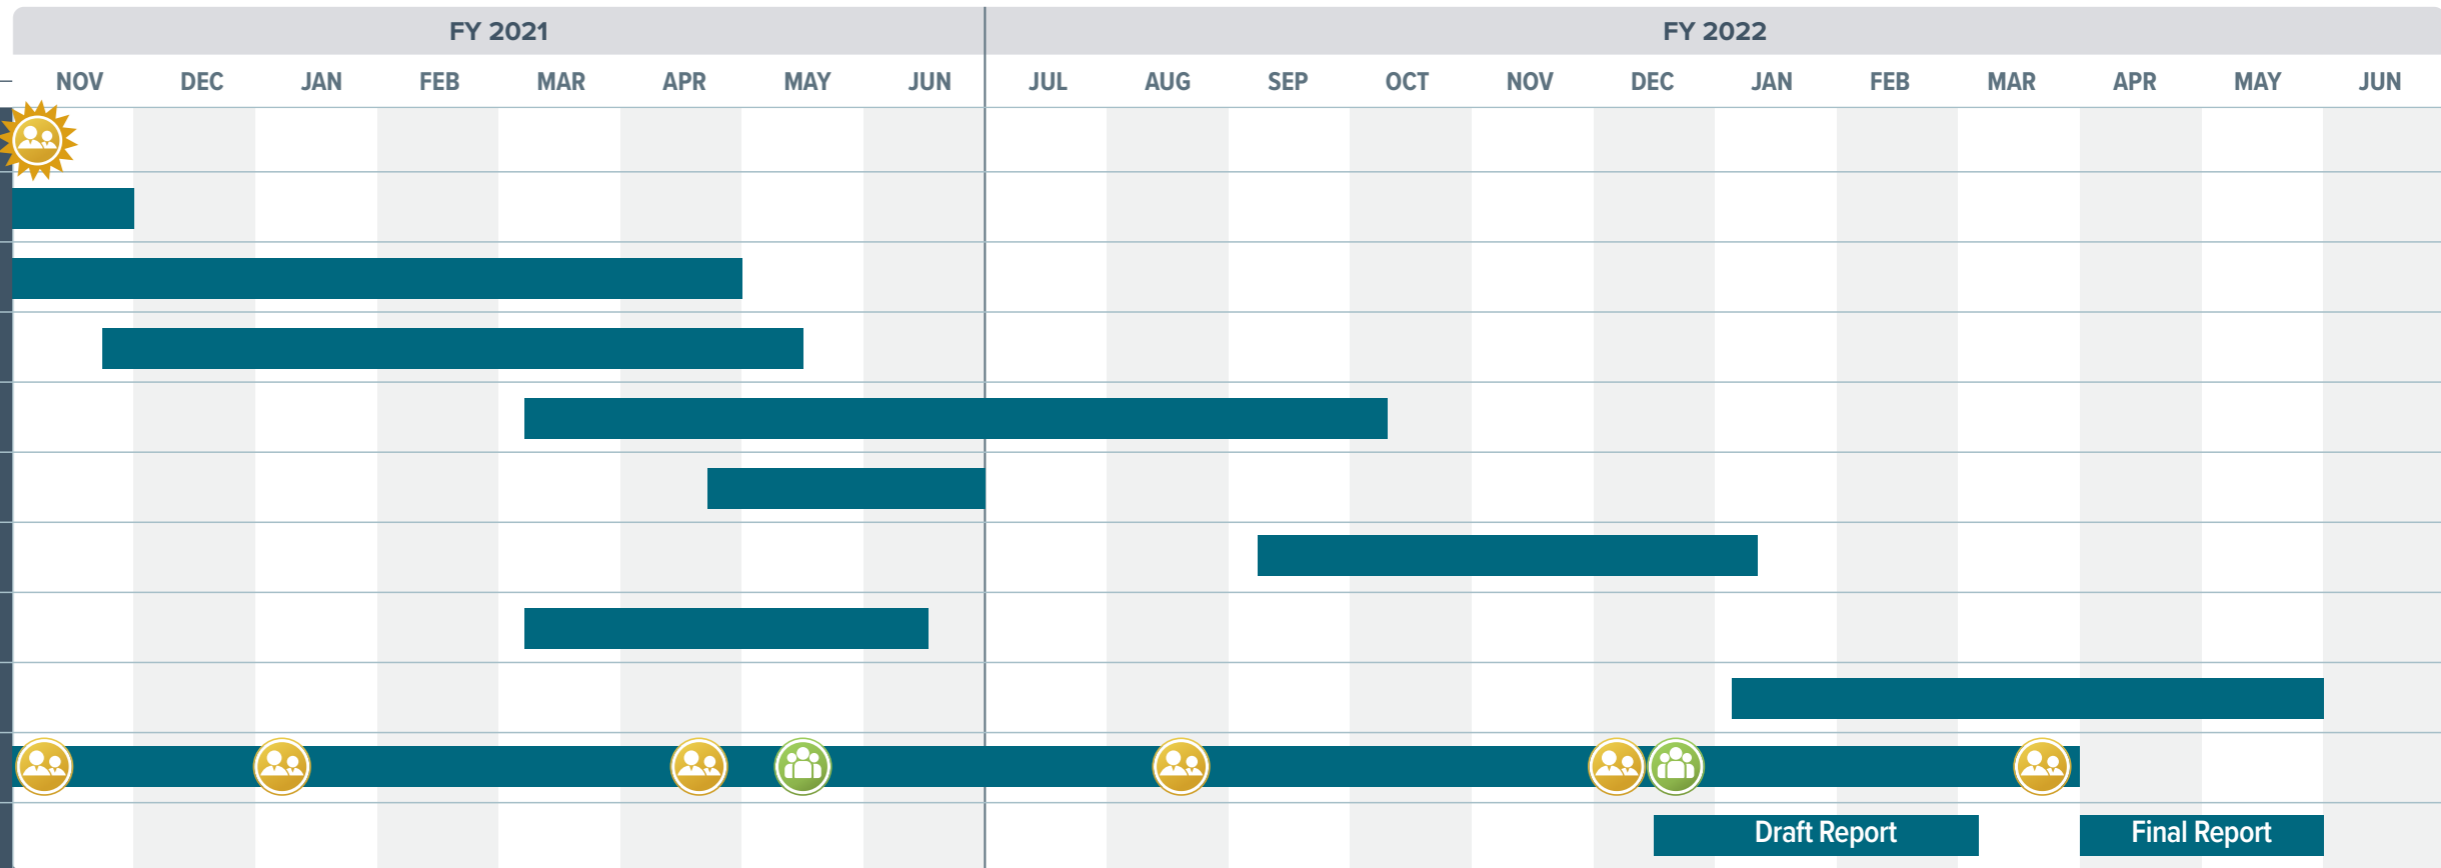 FY 2021 FY 2022
NOV DEC JAN FEB MAR APR MAY JUN JUL AUG SEP OCT NOV DEC JAN FEB MAR APR MAY JUN
Draft Report Final Report